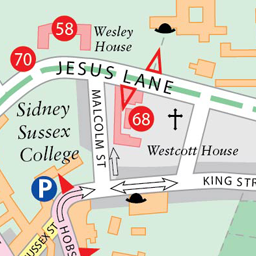 58
Wesley
House
70
JESUS LANE
MALCOLM ST
68
Sidney
Sussex
College
Westcott House
P
KING STR
SUSSEX ST
HOBS